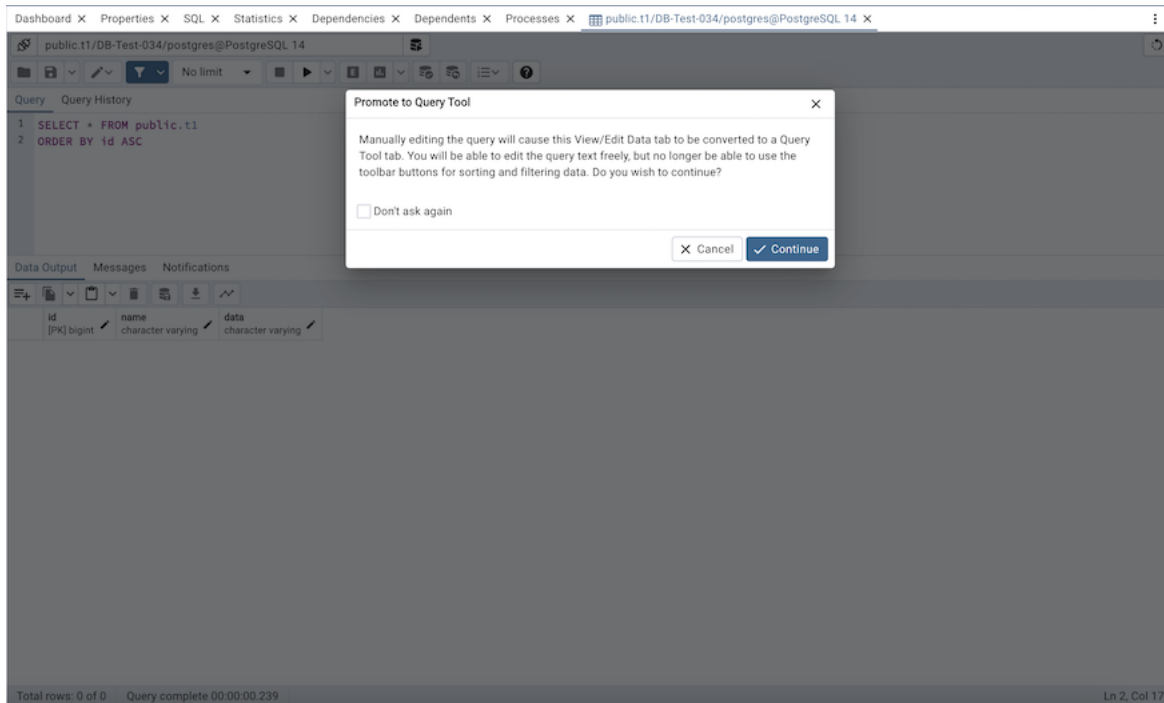 Dashboard Properties SQL Statistics Dependencies Dependents Processes public.t1/DB-Test-034/postgres@PostgreSQL 14
public.t1/DB-Test-034/postgres@PostgreSQL 14
No limit
Query Query History
1 SELECT * FROM public.t1
2 ORDER BY id ASC
Promote to Query Tool
Manually editing the query will cause this View/Edit Data tab to be converted to a Query
Tool tab. You will be able to edit the query text freely, but no longer be able to use the
toolbar buttons for sorting and filtering data. Do you wish to continue?
Don't ask again
Cancel Continue
Data Output Messages Notifications
id name data
[PK] bigint character varying character varying
Total rows: 0 of 0 Query complete 00:00:00.239 Ln 2, Col 17